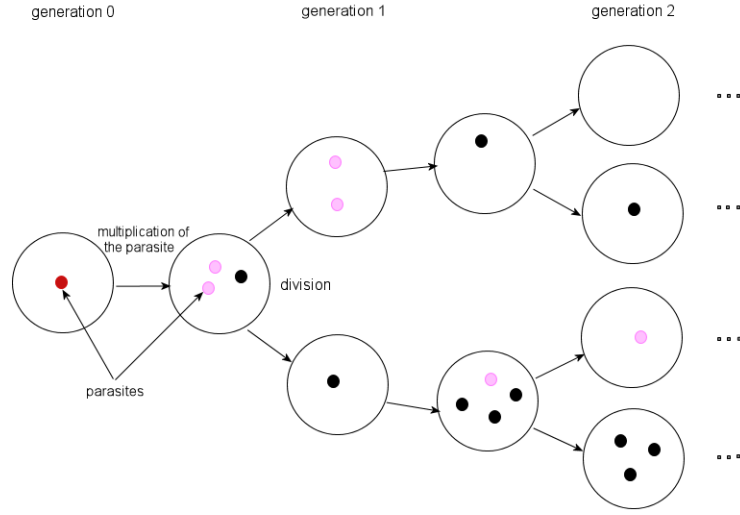 generation 0
generation 1
generation 2
multiplication of
the parasite
division
parasites